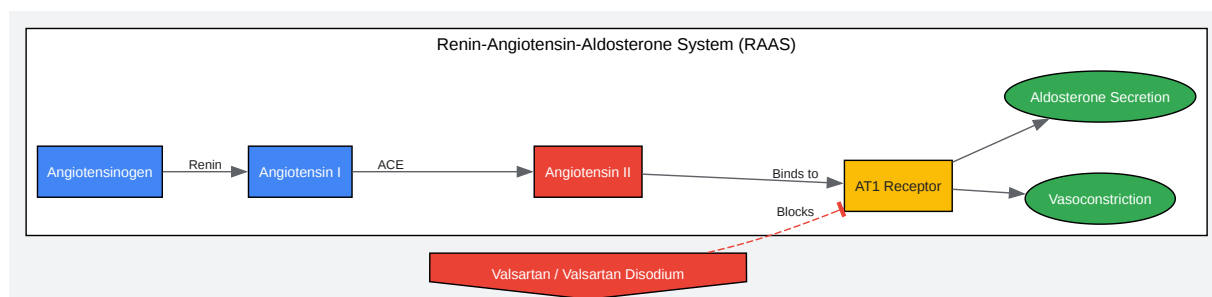 Renin-Angiotensin-Aldosterone System (RAAS)
Aldosterone Secretion
Angiotensinogen
Renin
Angiotensin I
ACE
Angiotensin II
Binds to
AT1 Receptor
Vasoconstriction
Blocks
Valsartan / Valsartan Disodium